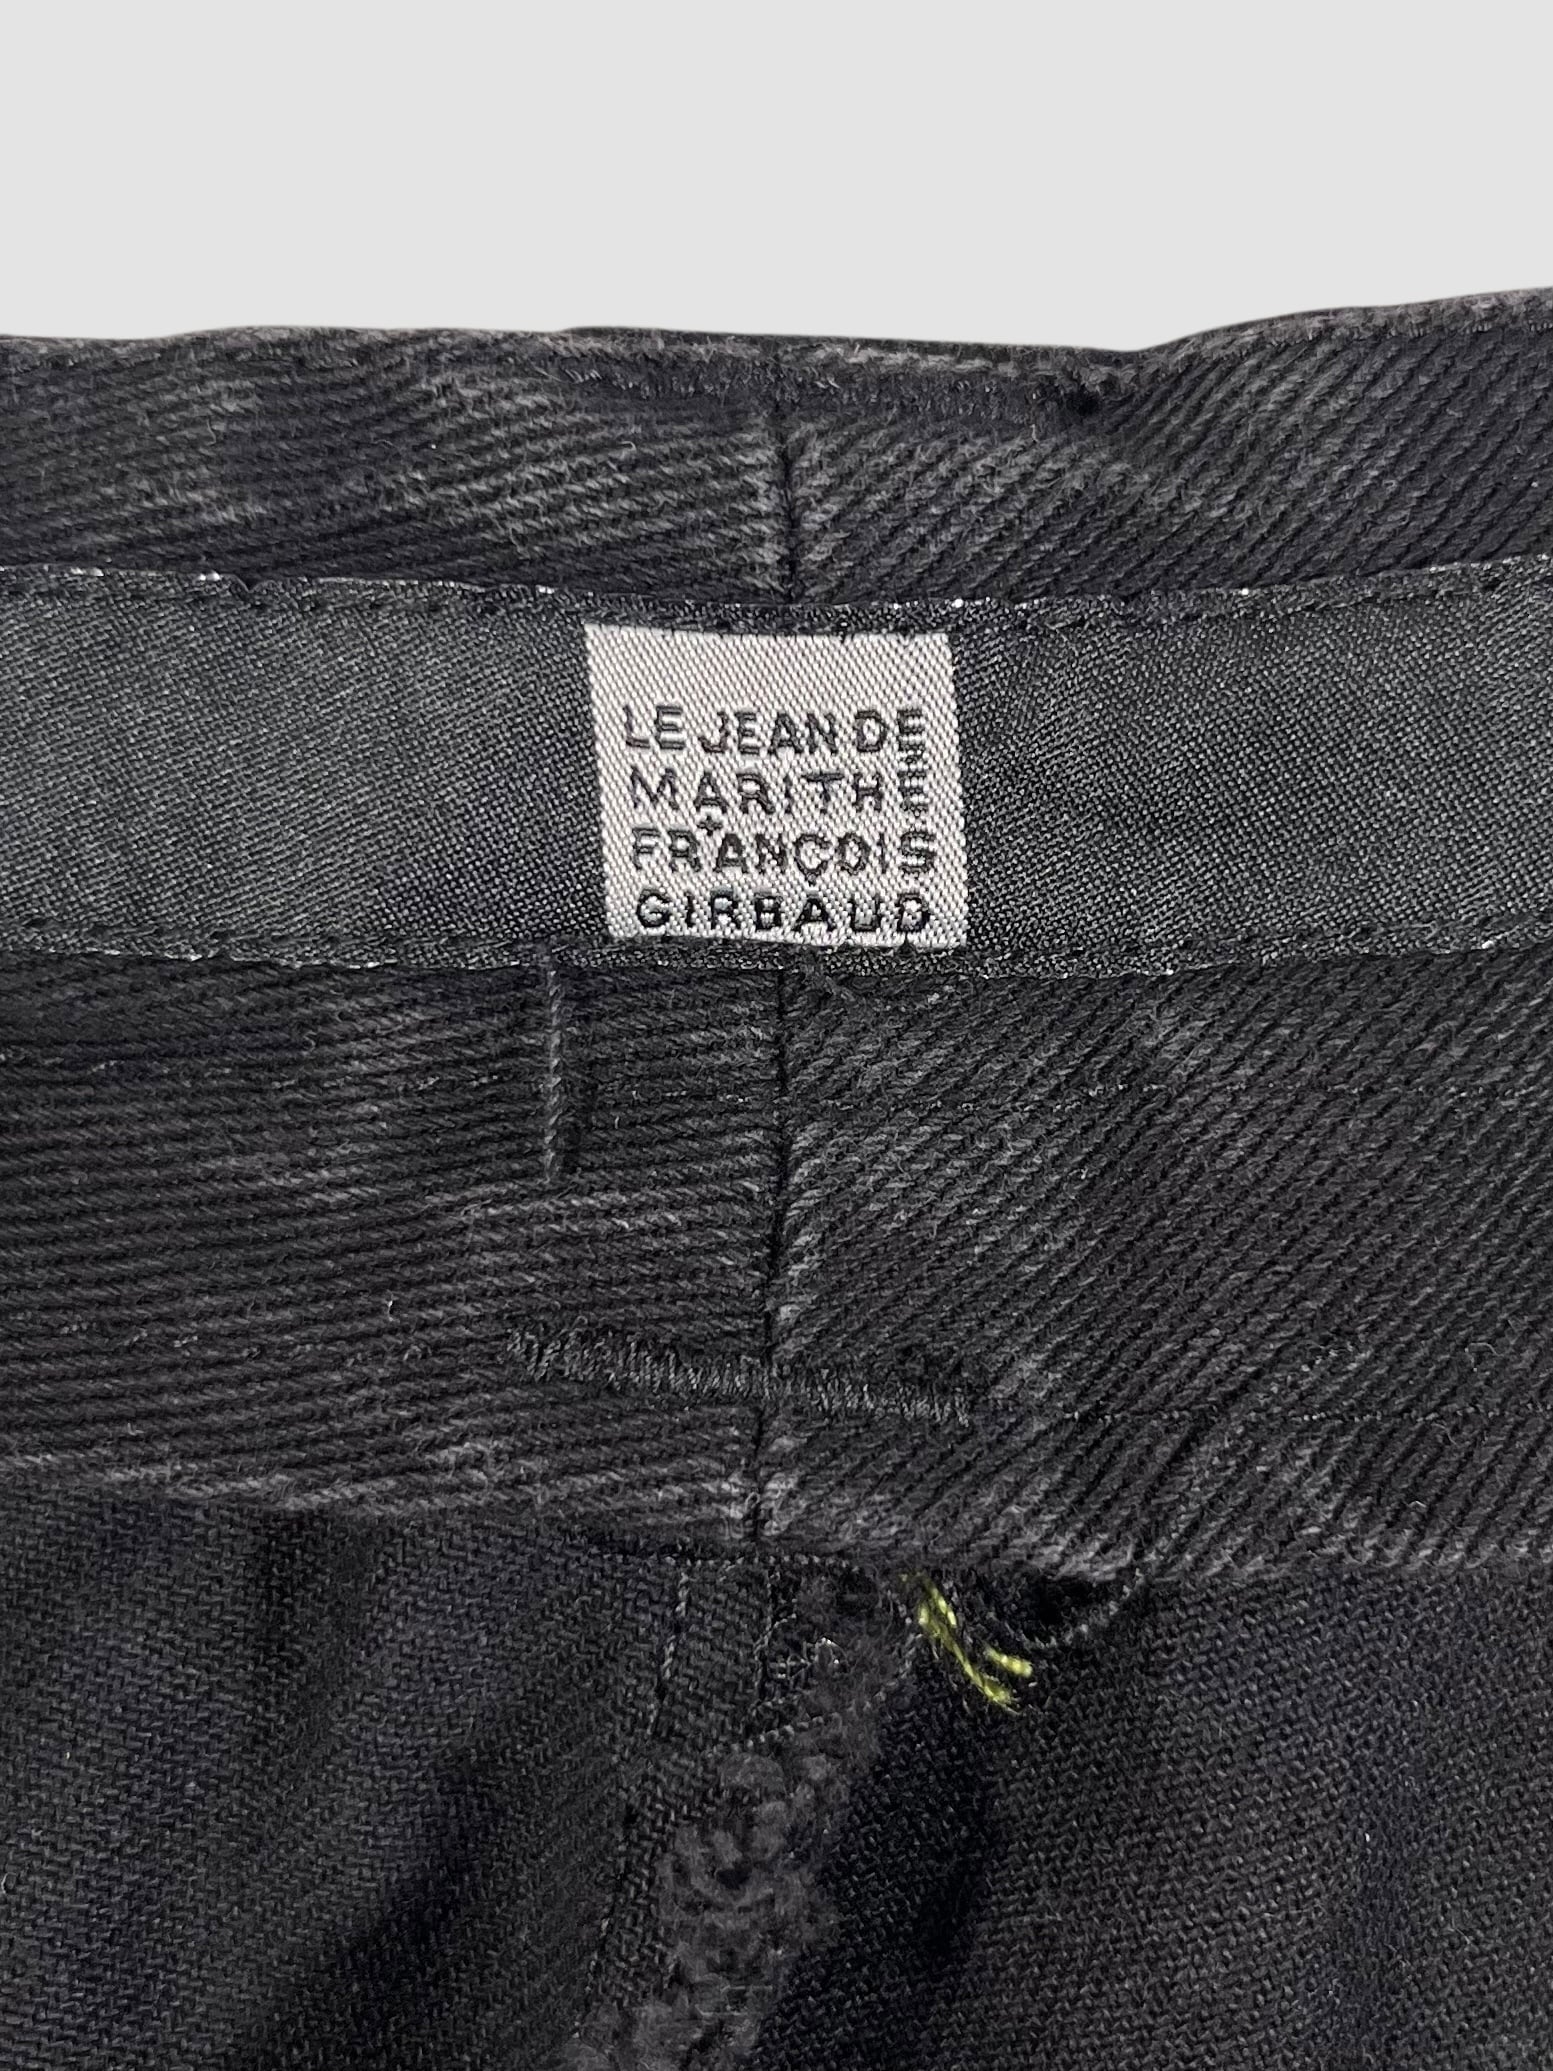 LE JEAN DE
MARITHÉ
+
FRANÇOIS
GIRBAUD